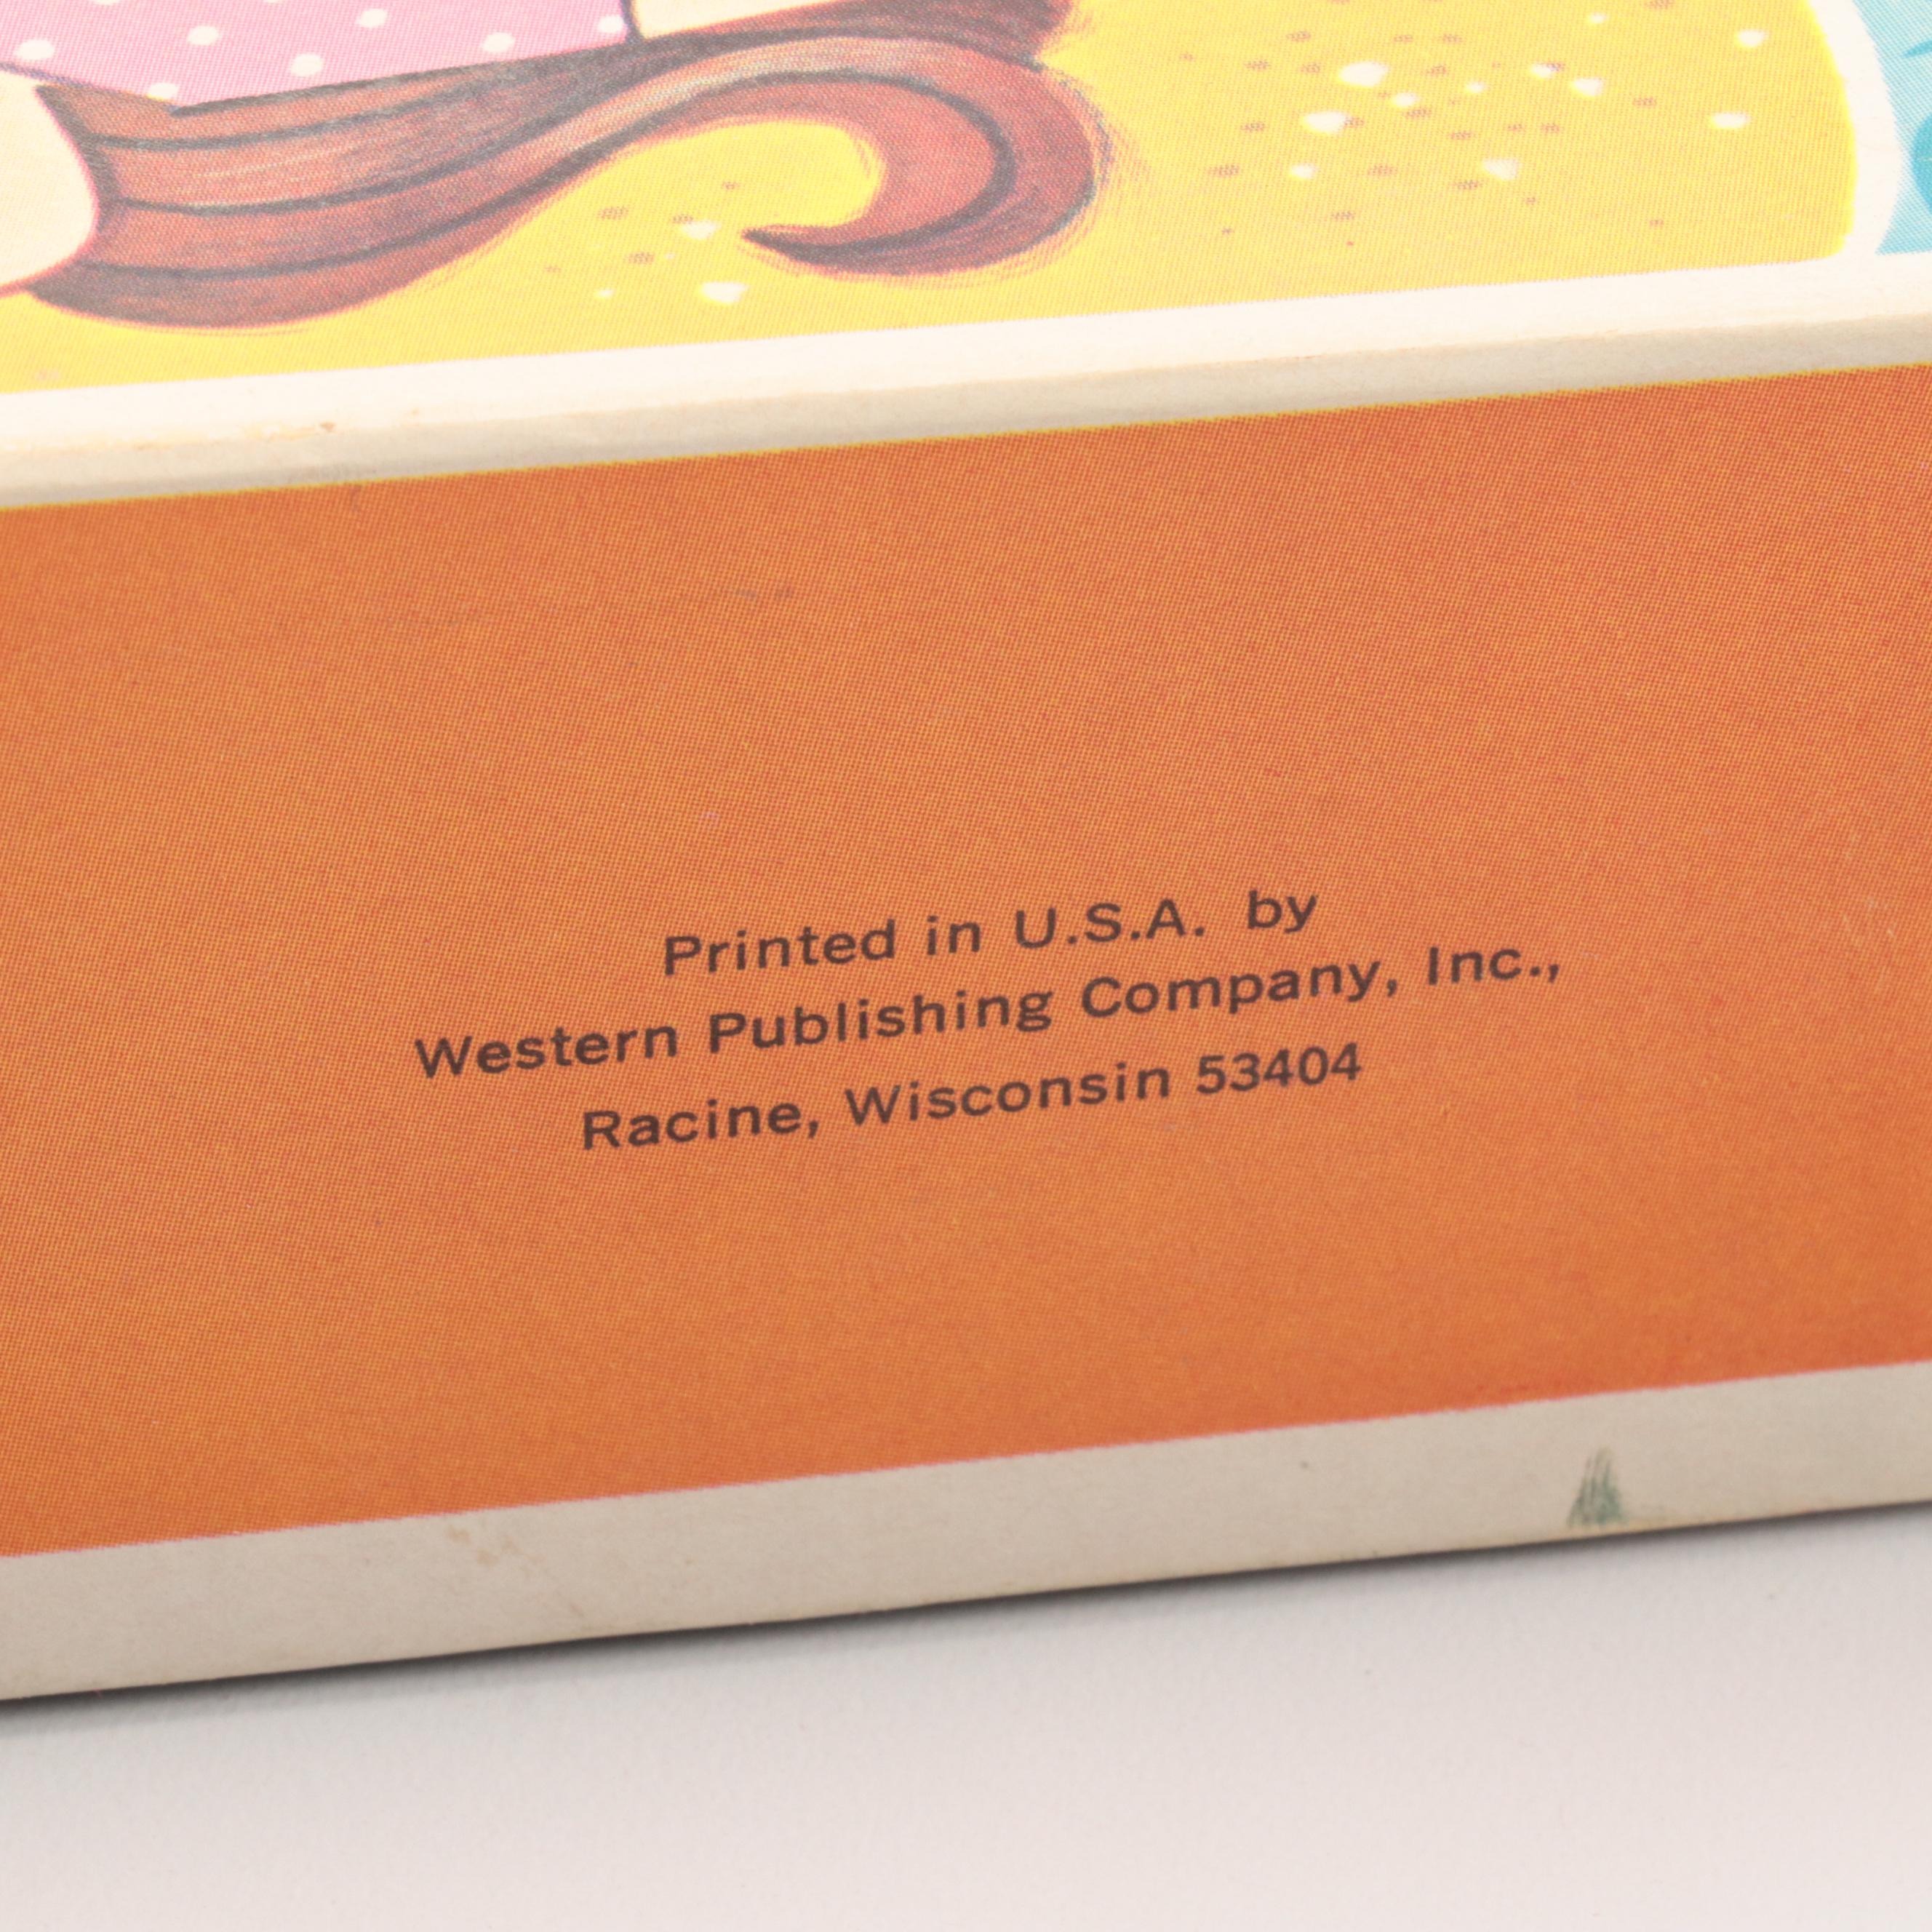 Printed in U.S.A. by
Western Publishing Company, Inc.,
Racine, Wisconsin 53404